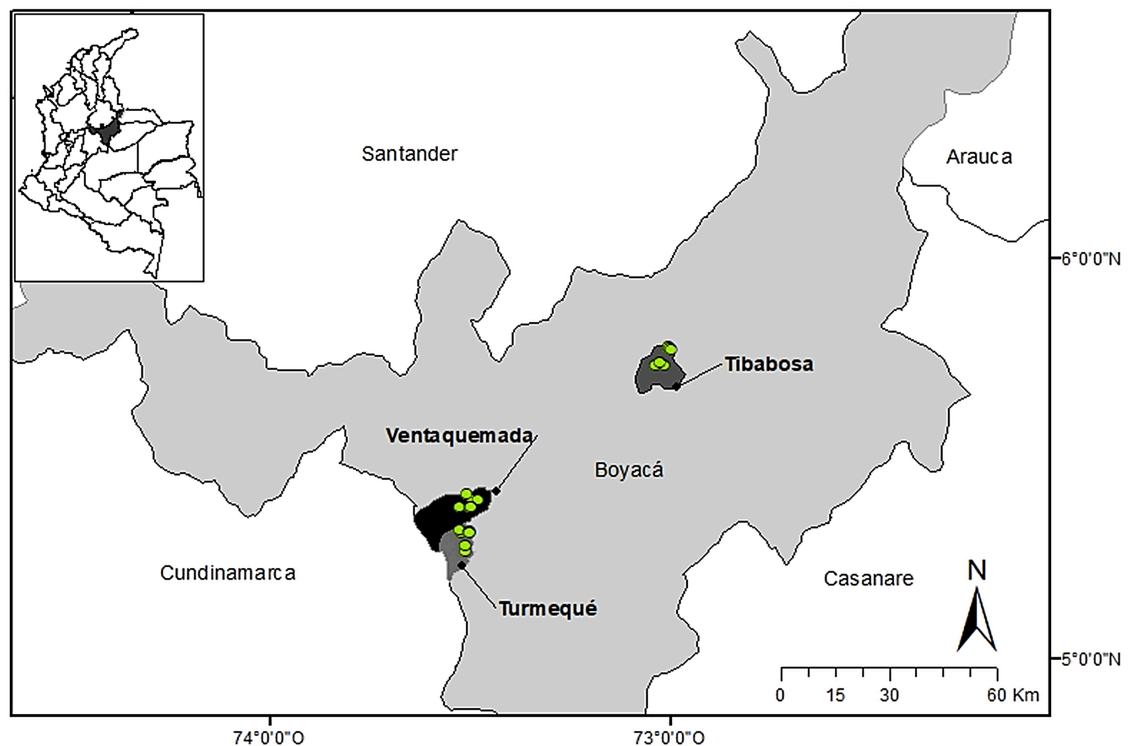 Santander
Arauca
6°0'0"N
Tibabosa
Ventaquemada
Boyacá
Cundinamarca
Casanare
N
Turmequé
5°0'0"N
0 15 30 60 Km
74°0'0"O 73°0'0"O